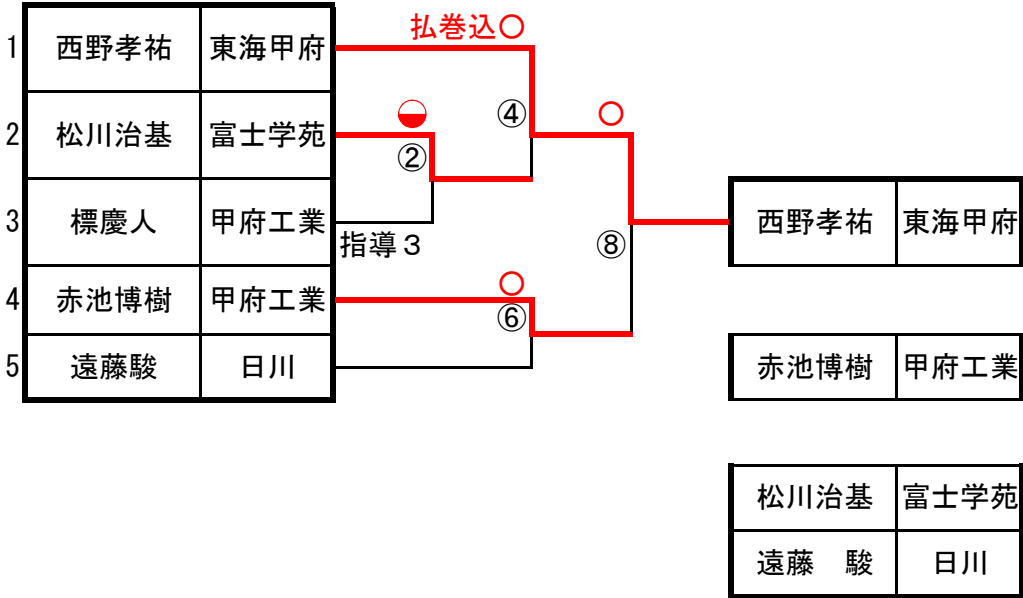 払巻込○
1 西野孝祐 東海甲府
④ ○
2 松川治基 富士学苑
②
3 標慶人 甲府工業
西野孝祐 東海甲府
指導3 ⑧
4 赤池博樹 甲府工業
○
⑥
5 遠藤駿 日川
赤池博樹 甲府工業
松川治基 富士学苑
遠藤 駿 日川